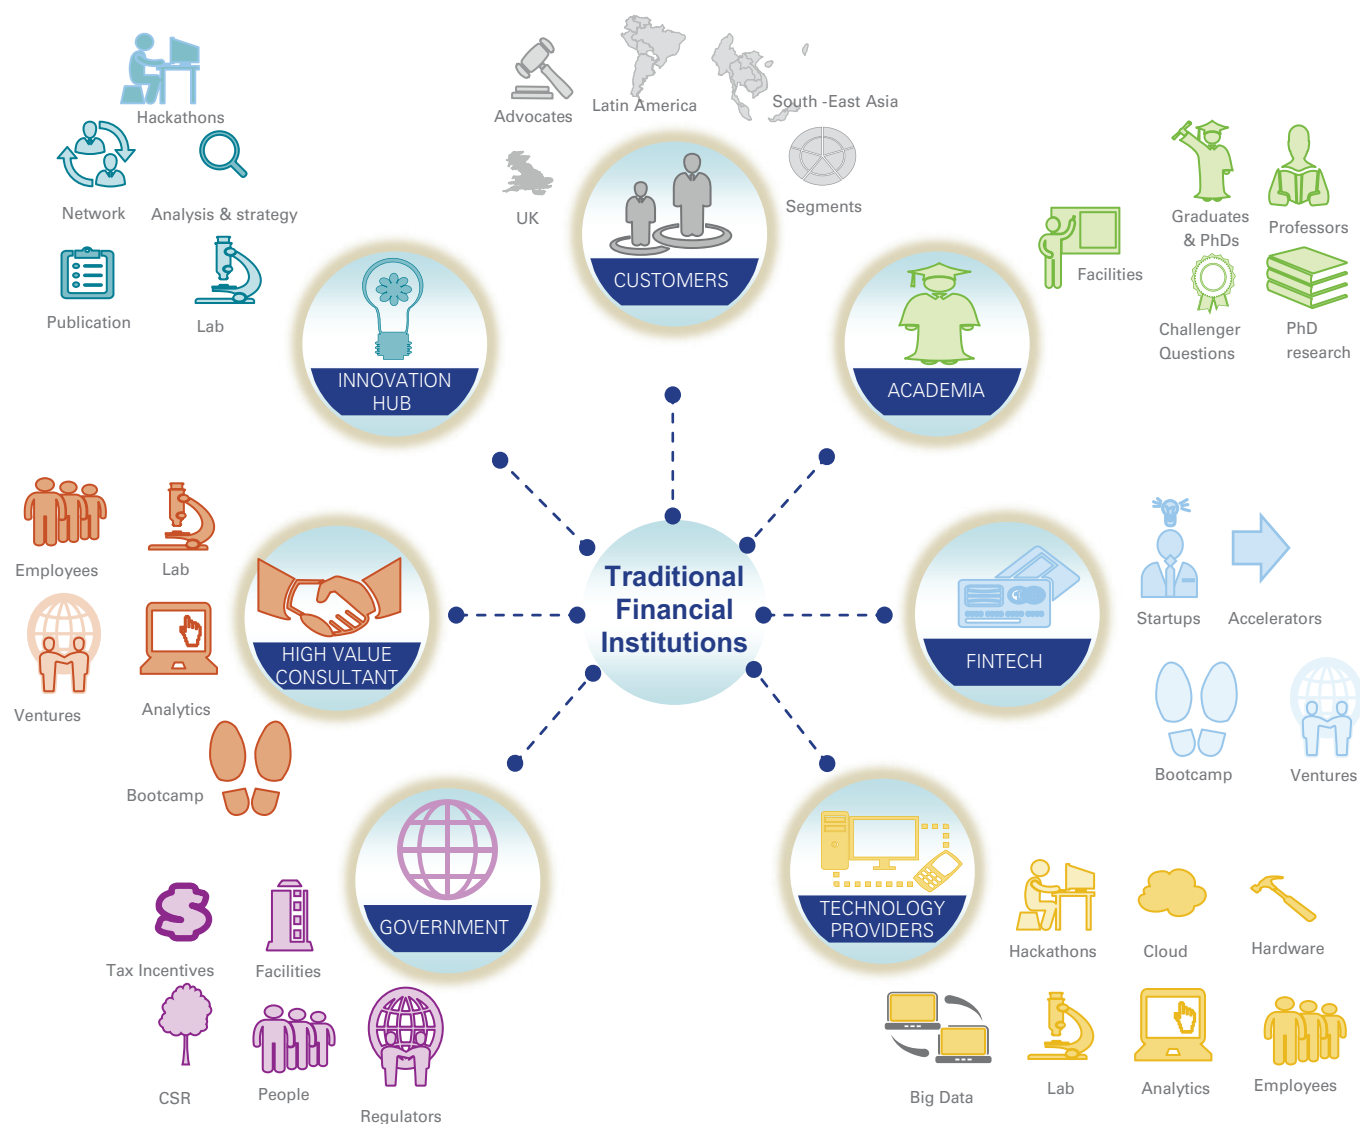 Hackathons
Network
Analysis & strategy
Publication
Lab
INNOVATION
HUB
Advocates
Latin America
South -East Asia
UK
Segments
CUSTOMERS
Graduates
& PhDs
Professors
Facilities
Challenger
Questions
PhD
research
ACADEMIA
Traditional
Financial
Institutions
Employees
Lab
Ventures
Analytics
Bootcamp
HIGH VALUE
CONSULTANT
Startups
Accelerators
Bootcamp
Ventures
FINTECH
GOVERNMENT
Tax Incentives
Facilities
CSR
People
Regulators
TECHNOLOGY
PROVIDERS
Hackathons
Cloud
Hardware
Big Data
Lab
Analytics
Employees